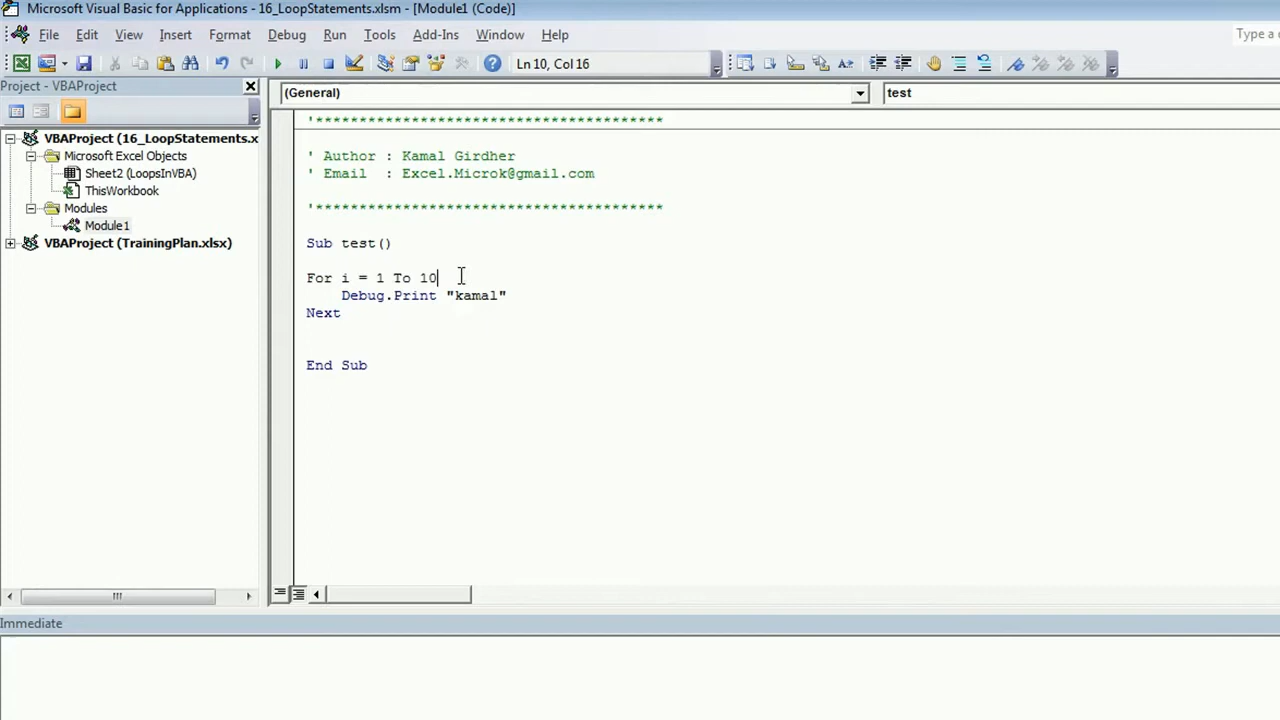 Microsoft Visual Basic for Applications - 16_LoopStatements.xlsm - [Module1 (Code)]
File Edit View Insert Format Debug Run Tools Add-Ins Window Help
Type a
Ln 10, Col 16
Project - VBAProject
(General)
test
VBAProject (16_LoopStatements.x
Microsoft Excel Objects
Sheet2 (LoopsInVBA)
ThisWorkbook
Modules
Module1
VBAProject (TrainingPlan.xlsx)
'****************************************
' Author : Kamal Girdher
' Email  : Excel.Microk@gmail.com
'****************************************
Sub test()
For i = 1 To 10
Debug.Print "kamal"
Next
End Sub
Immediate